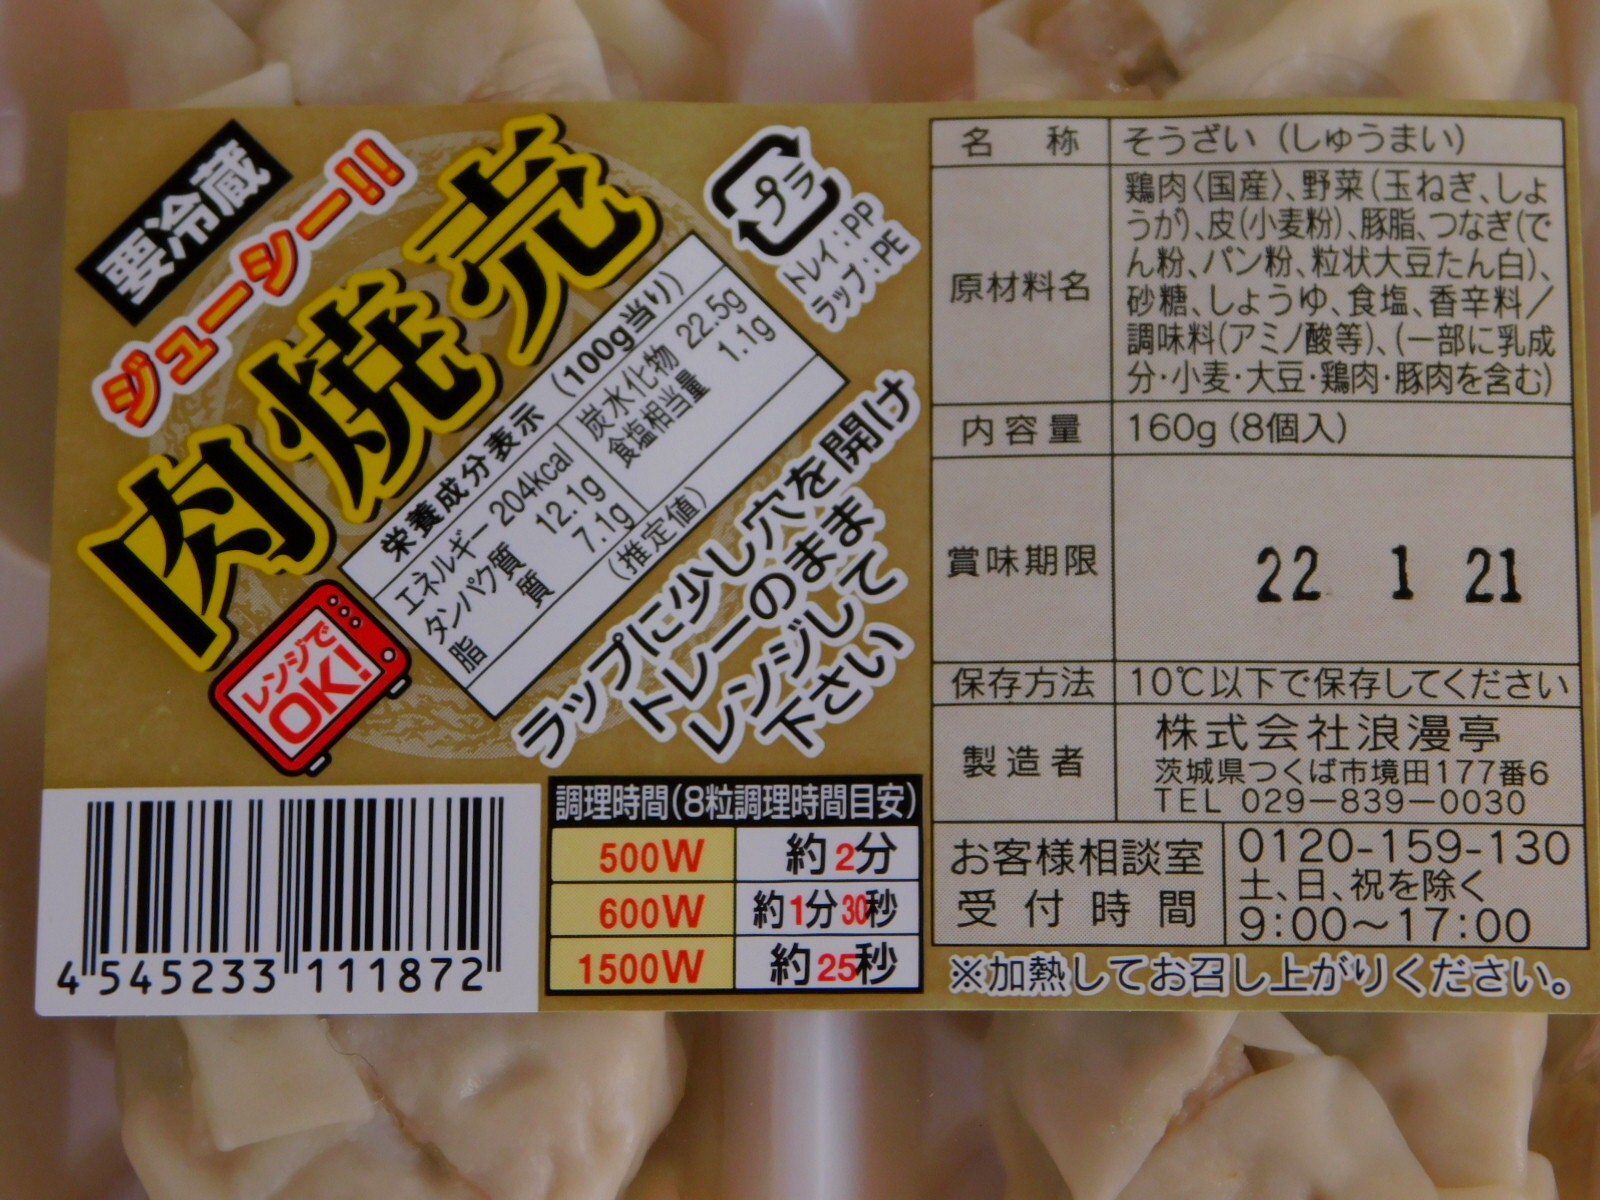 要冷蔵
ジューシー!!
肉焼売
プラ
トレイ：PP
ラップ：PE
栄養成分表示（100g当り）
エネルギー 204kcal
タンパク質 12.1g
脂質 7.1g
炭水化物 22.5g
食塩相当量 1.1g
（推定値）
レンジで
OK!
ラップに少し穴を開け
トレーのまま
レンジして
下さい
4 545233 111872
調理時間（8粒調理時間目安）
500W 約2分
600W 約1分30秒
1500W 約25秒
名称 そうざい（しゅうまい）
原材料名
鶏肉〈国産〉、野菜（玉ねぎ、しょ
うが）、皮（小麦粉）、豚脂、つなぎ（で
ん粉、パン粉、粒状大豆たん白）、
砂糖、しょうゆ、食塩、香辛料／
調味料（アミノ酸等）、（一部に乳成
分・小麦・大豆・鶏肉・豚肉を含む）
内容量 160g（8個入）
賞味期限 22 1 21
保存方法 10℃以下で保存してください
製造者
株式会社浪漫亭
茨城県つくば市境田177番6
TEL 029－839－0030
お客様相談室
受付時間
0120-159-130
土、日、祝を除く
9:00〜17:00
※加熱してお召し上がりください。